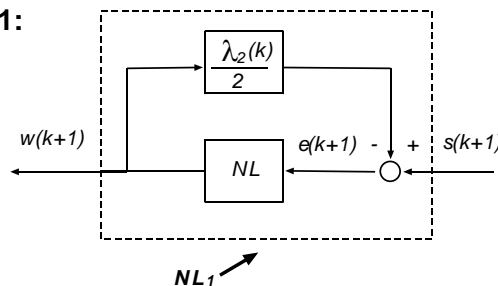 1:
λ₂(k)
2
w(k+1)
e(k+1) - + s(k+1)
NL
NL₁